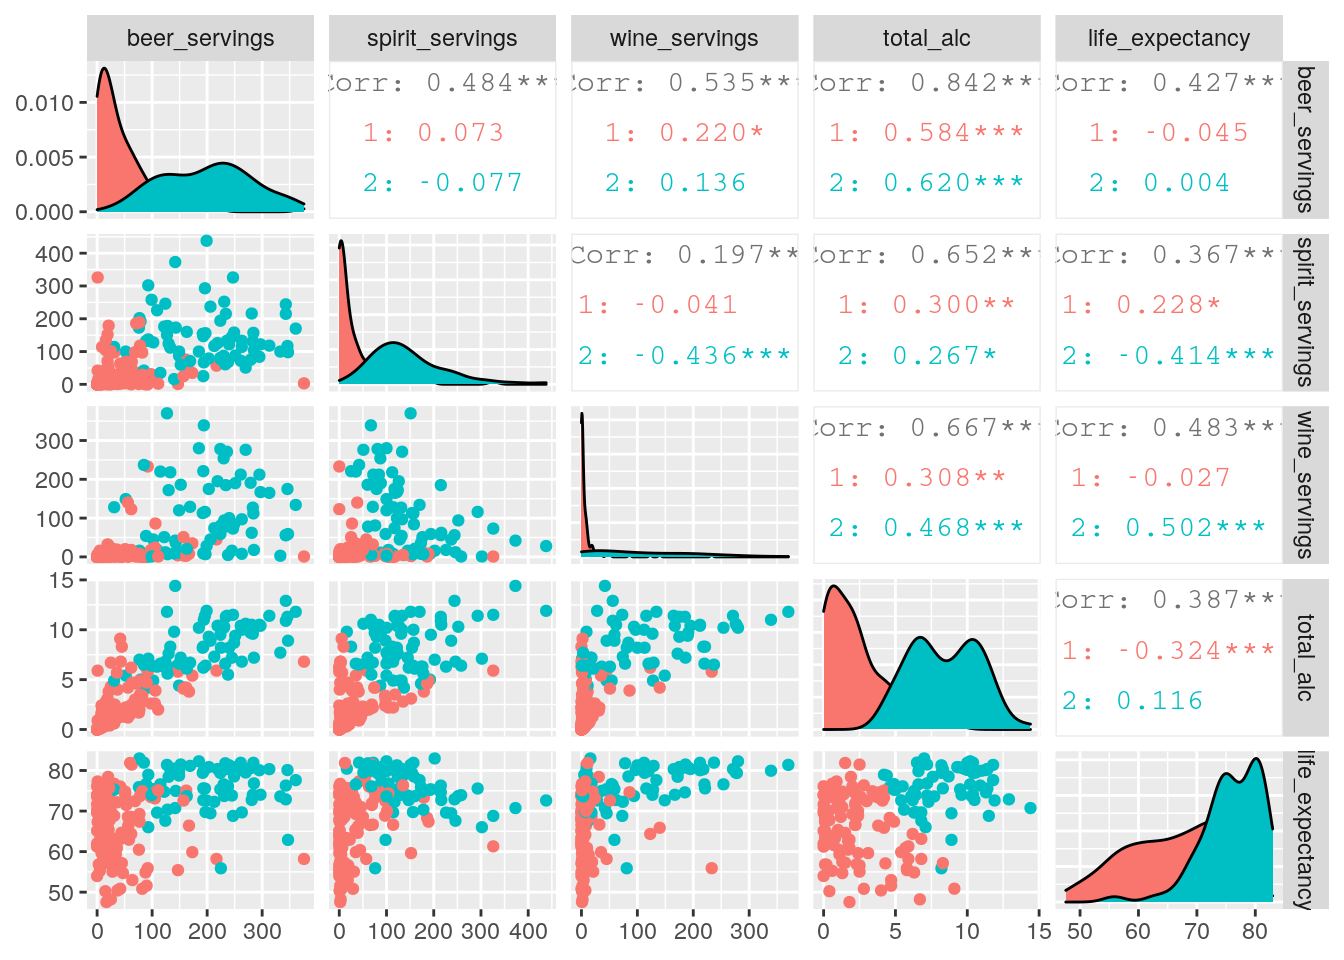 beer_servings spirit_servings wine_servings total_alc life_expectancy
Corr: 0.484** Corr: 0.535** Corr: 0.842** Corr: 0.427**
1: 0.073 1: 0.220* 1: 0.584*** 1: -0.045
2: -0.077 2: 0.136 2: 0.620*** 2: 0.004
beer_servings
0.010
0.005
0.000
Corr: 0.197** Corr: 0.652** Corr: 0.367**
1: -0.041 1: 0.300** 1: 0.228*
2: -0.436*** 2: 0.267* 2: -0.414***
spirit_servings
400
300
200
100
0
Corr: 0.667** Corr: 0.483**
1: 0.308** 1: -0.027
2: 0.468*** 2: 0.502***
wine_servings
300
200
100
0
Corr: 0.387**
1: -0.324***
2: 0.116
total_alc
15
10
5
0
life_expectancy
80
70
60
50
0 100 200 300 0 100 200 300 400 0 100 200 300 0 5 10 15 50 60 70 80